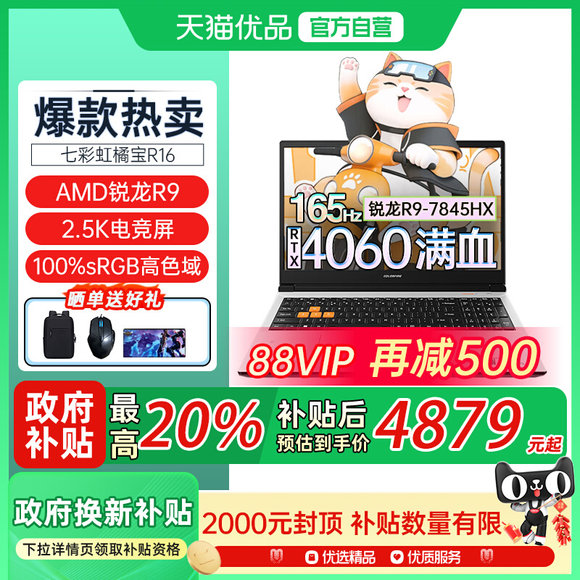 天猫优品 官方自营
爆款热卖
七彩虹橘宝R16
AMD锐龙R9
2.5K电竞屏
100%sRGB高色域
晒单送好礼
165Hz 锐龙R9-7845HX
RTX 4060 满血
COLORFIRE
88VIP 再减500
政府补贴
最高20%
补贴后
预估到手价
4879元起
政府换新补贴
下拉详情页领取补贴资格
2000元封顶 补贴数量有限
优选精品 优质服务